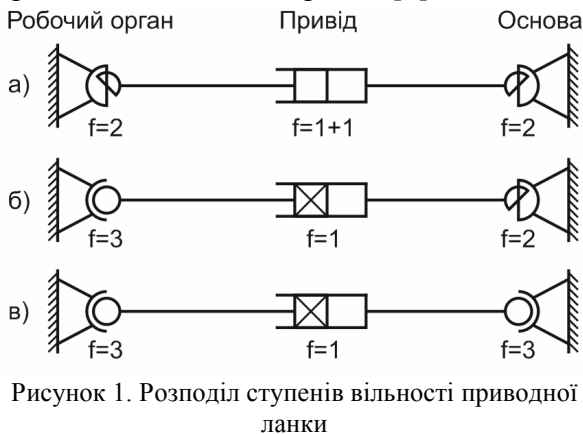 Робочий орган Привід Основа
а)
f=2 f=1+1 f=2
б)
f=3 f=1 f=2
в)
f=3 f=1 f=3
Рисунок 1. Розподіл ступенів вільності приводної
ланки